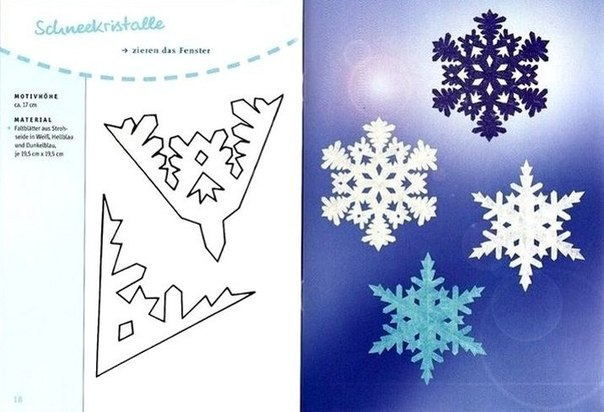 Schneekristalle
→ zieren das Fenster
MOTIVHÖHE
ca. 17 cm
MATERIAL
• Faltblätter aus Stroh-
seide in Weiß, Hellblau
und Dunkelblau,
je 19,5 cm x 19,5 cm
18